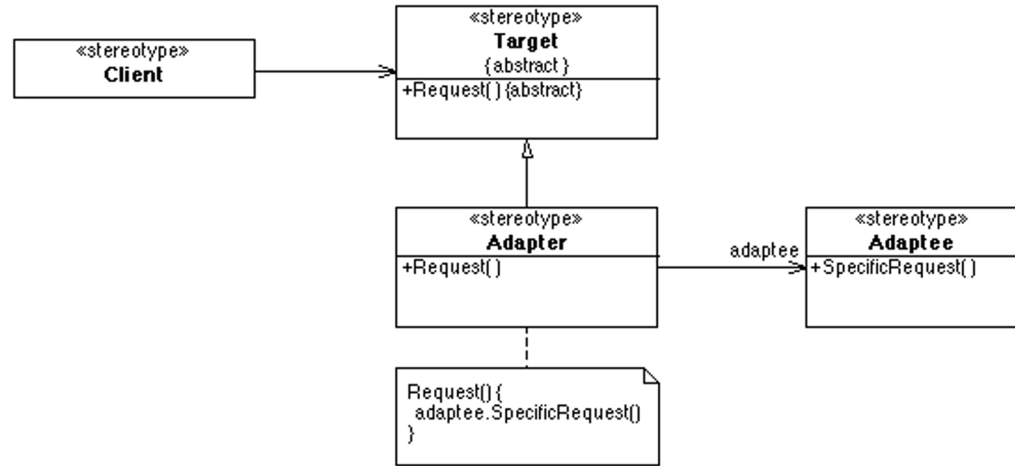 «stereotype»
Client
«stereotype»
Target
{abstract}
+Request() {abstract}
«stereotype»
Adapter
+Request()
adaptee
«stereotype»
Adaptee
+SpecificRequest()
Request() {
adaptee.SpecificRequest()
}